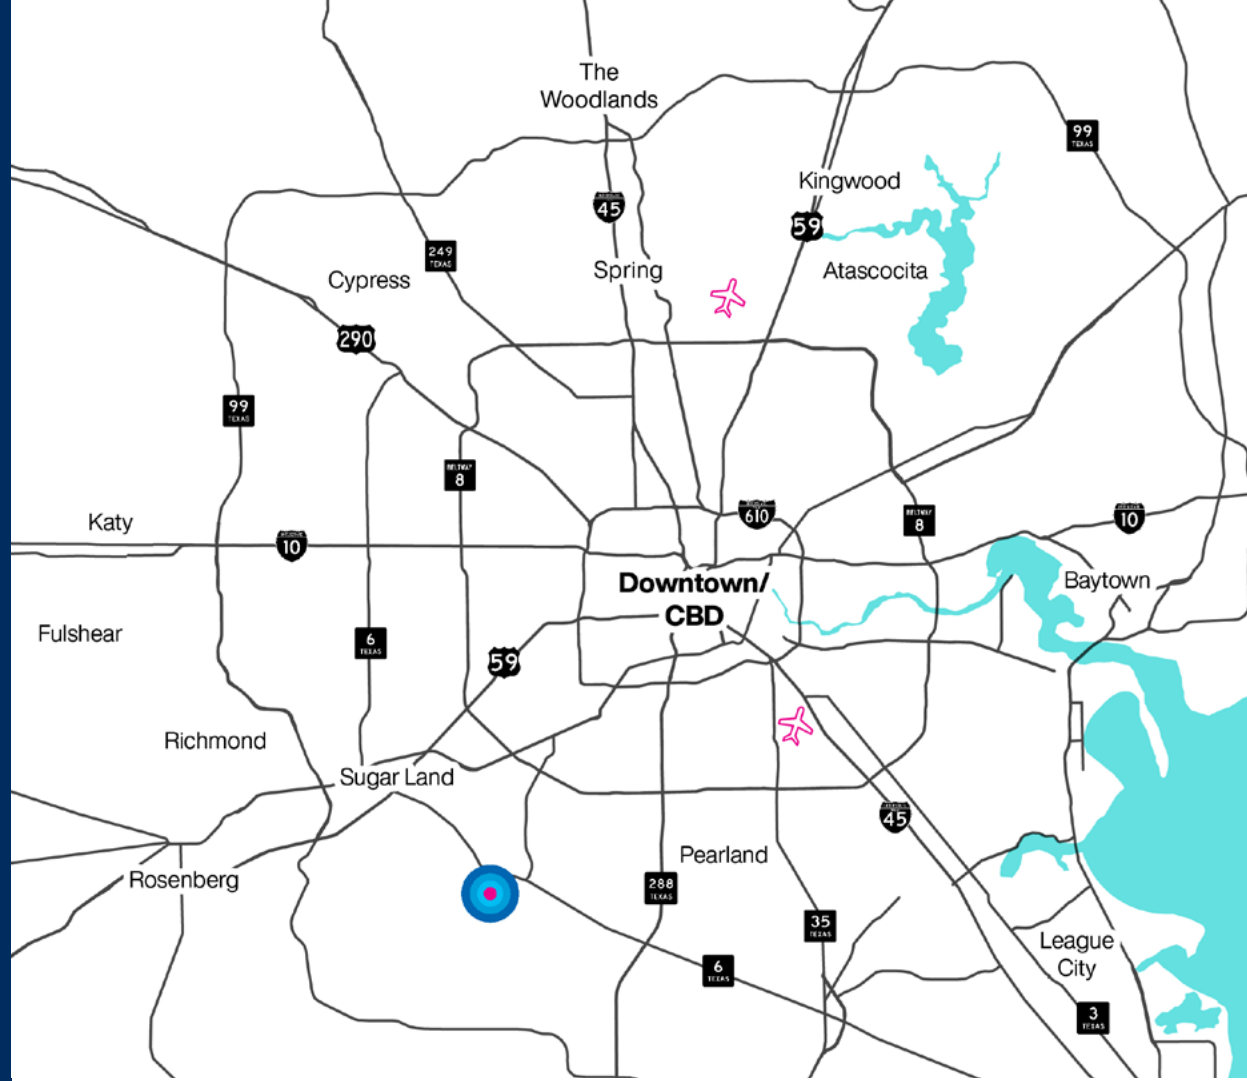 The
Woodlands
99
TEXAS
Kingwood
45
59
249
TEXAS
Spring
Atascocita
Cypress
290
99
TEXAS
BELTWAY
8
Katy
10
610
BELTWAY
8
10
Downtown/
CBD
Baytown
Fulshear
6
TEXAS
59
Richmond
Sugar Land
45
Pearland
Rosenberg
288
TEXAS
35
TEXAS
League
City
6
TEXAS
3
TEXAS